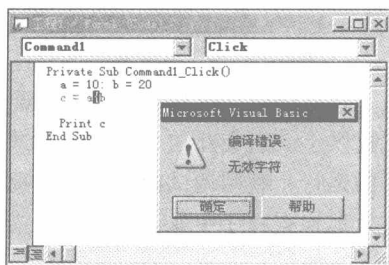 Command1
Click
Private Sub Command1_Click()
a = 10: b = 20
Print c
End Sub
Microsoft Visual Basic
编译错误:
无效字符
确定
帮助